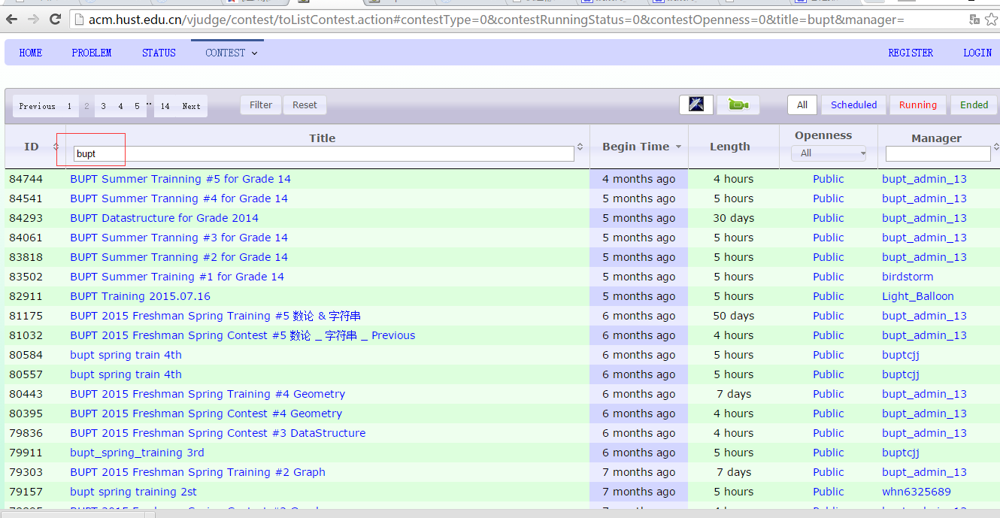 acm.hust.edu.cn/vjudge/contest/toListContest.action#contestType=0&contestRunningStatus=0&contestOpenness=0&title=bupt&manager=
HOME PROBLEM STATUS CONTEST REGISTER LOGIN
Previous 1 2 3 4 5 .. 14 Next Filter Reset All Scheduled Running Ended
ID Title Begin Time Length Openness Manager
bupt All
84744 BUPT Summer Trainning #5 for Grade 14 4 months ago 4 hours Public bupt_admin_13
84541 BUPT Summer Tranning #4 for Grade 14 5 months ago 5 hours Public bupt_admin_13
84293 BUPT Datastructure for Grade 2014 5 months ago 30 days Public bupt_admin_13
84061 BUPT Summer Tranning #3 for Grade 14 5 months ago 5 hours Public bupt_admin_13
83818 BUPT Summer Tranning #2 for Grade 14 5 months ago 5 hours Public bupt_admin_13
83502 BUPT Summer Training #1 for Grade 14 5 months ago 5 hours Public birdstorm
82911 BUPT Training 2015.07.16 5 months ago 5 hours Public Light_Balloon
81175 BUPT 2015 Freshman Spring Training #5 数论 & 字符串 6 months ago 50 days Public bupt_admin_13
81032 BUPT 2015 Freshman Spring Contest #5 数论 _ 字符串 _ Previous 6 months ago 4 hours Public bupt_admin_13
80584 bupt spring train 4th 6 months ago 5 hours Public buptcjj
80557 bupt spring train 4th 6 months ago 5 hours Public buptcjj
80443 BUPT 2015 Freshman Spring Training #4 Geometry 6 months ago 7 days Public bupt_admin_13
80395 BUPT 2015 Freshman Spring Contest #4 Geometry 6 months ago 4 hours Public bupt_admin_13
79836 BUPT 2015 Freshman Spring Contest #3 DataStructure 6 months ago 4 hours Public bupt_admin_13
79911 bupt_spring_training 3rd 6 months ago 5 hours Public buptcjj
79303 BUPT 2015 Freshman Spring Training #2 Graph 7 months ago 7 days Public bupt_admin_13
79157 bupt spring training 2st 7 months ago 5 hours Public whn6325689